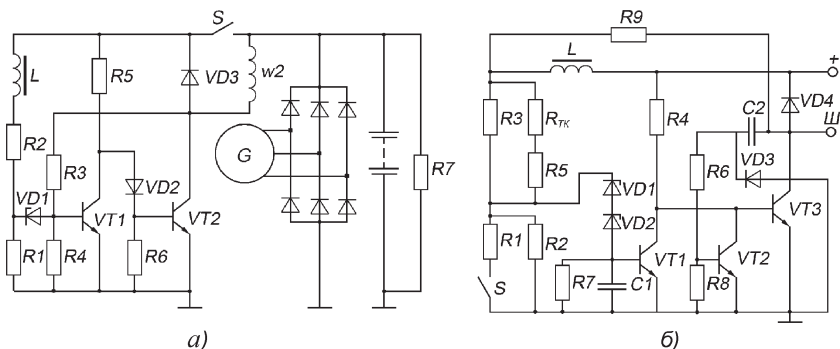 S
R9
L
+
L
R5
VD3
w2
R3
R_TK
R4
C2
VD4
Ш
R2
R3
VD2
G
R7
R5
VD1
R6
VD3
VD1
VT1
VT2
VD2
VT3
R1
R4
R6
R1
R2
R7
C1
VT1
R8
VT2
S
а)
б)